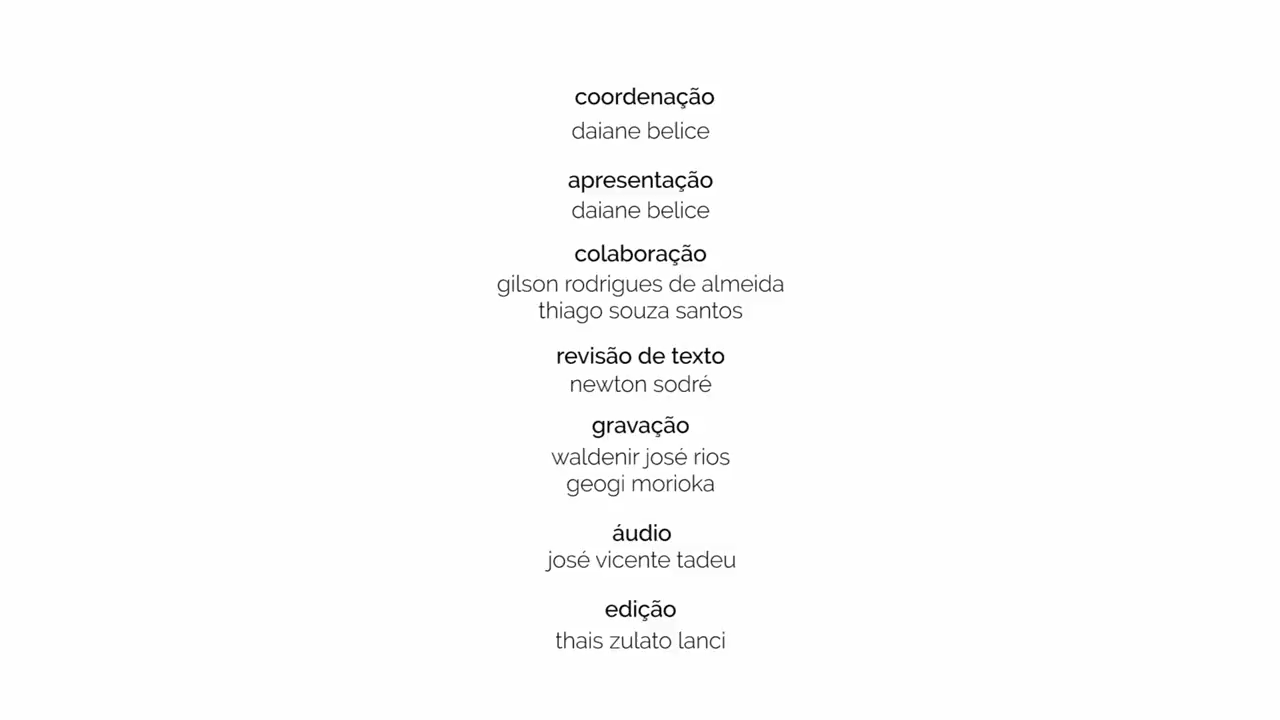 coordenação
daiane belice
apresentação
daiane belice
colaboração
gilson rodrigues de almeida
thiago souza santos
revisão de texto
newton sodré
gravação
waldenir josé rios
geogi morioka
áudio
josé vicente tadeu
edição
thais zulato lanci